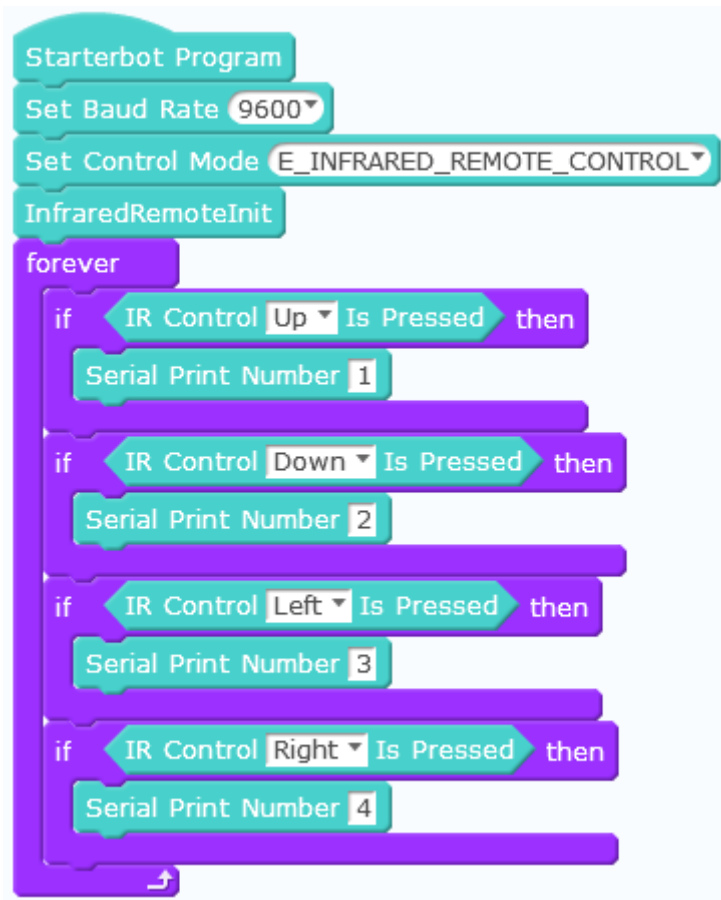 Starterbot Program
Set Baud Rate 9600
Set Control Mode E_INFRARED_REMOTE_CONTROL
InfraredRemoteInit
forever
if IR Control Up Is Pressed then
Serial Print Number 1
if IR Control Down Is Pressed then
Serial Print Number 2
if IR Control Left Is Pressed then
Serial Print Number 3
if IR Control Right Is Pressed then
Serial Print Number 4